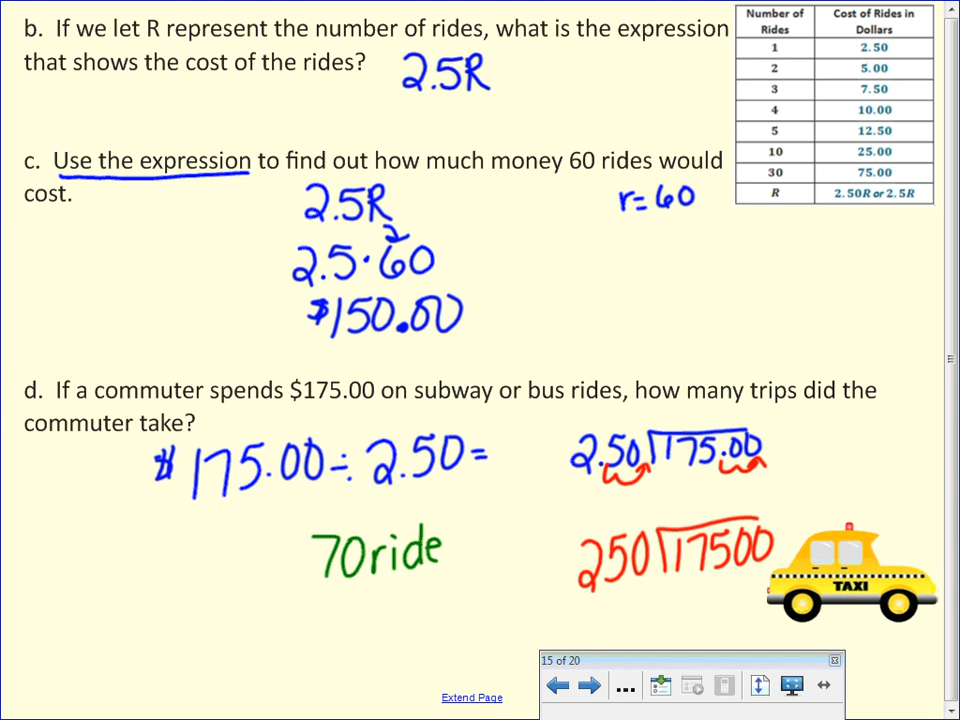 b. If we let R represent the number of rides, what is the expression
that shows the cost of the rides?
2.5R
Number of Rides Cost of Rides in Dollars
1 2.50
2 5.00
3 7.50
4 10.00
5 12.50
10 25.00
30 75.00
R 2.50R or 2.5R
c. Use the expression to find out how much money 60 rides would
cost.
2.5R
r=60
2
2.5·60
$150.00
d. If a commuter spends $175.00 on subway or bus rides, how many trips did the
commuter take?
$175.00÷2.50=
2.50⟌175.00
70 ride
250⟌17500
TAXI
15 of 20
Extend Page